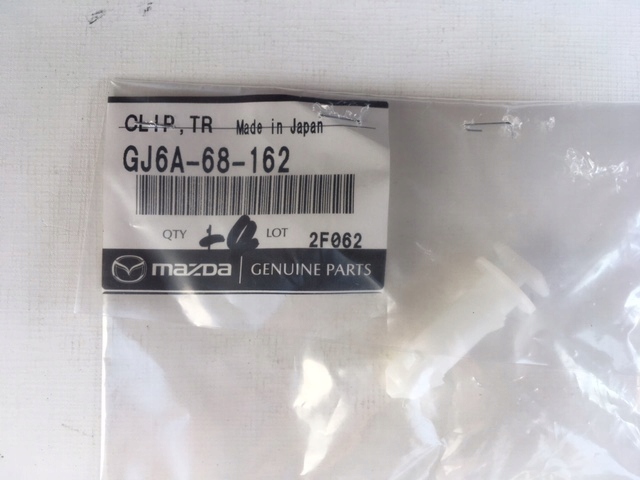 CLIP, TR Made in Japan
GJ6A-68-162
QTY LOT 2F062
mazda GENUINE PARTS